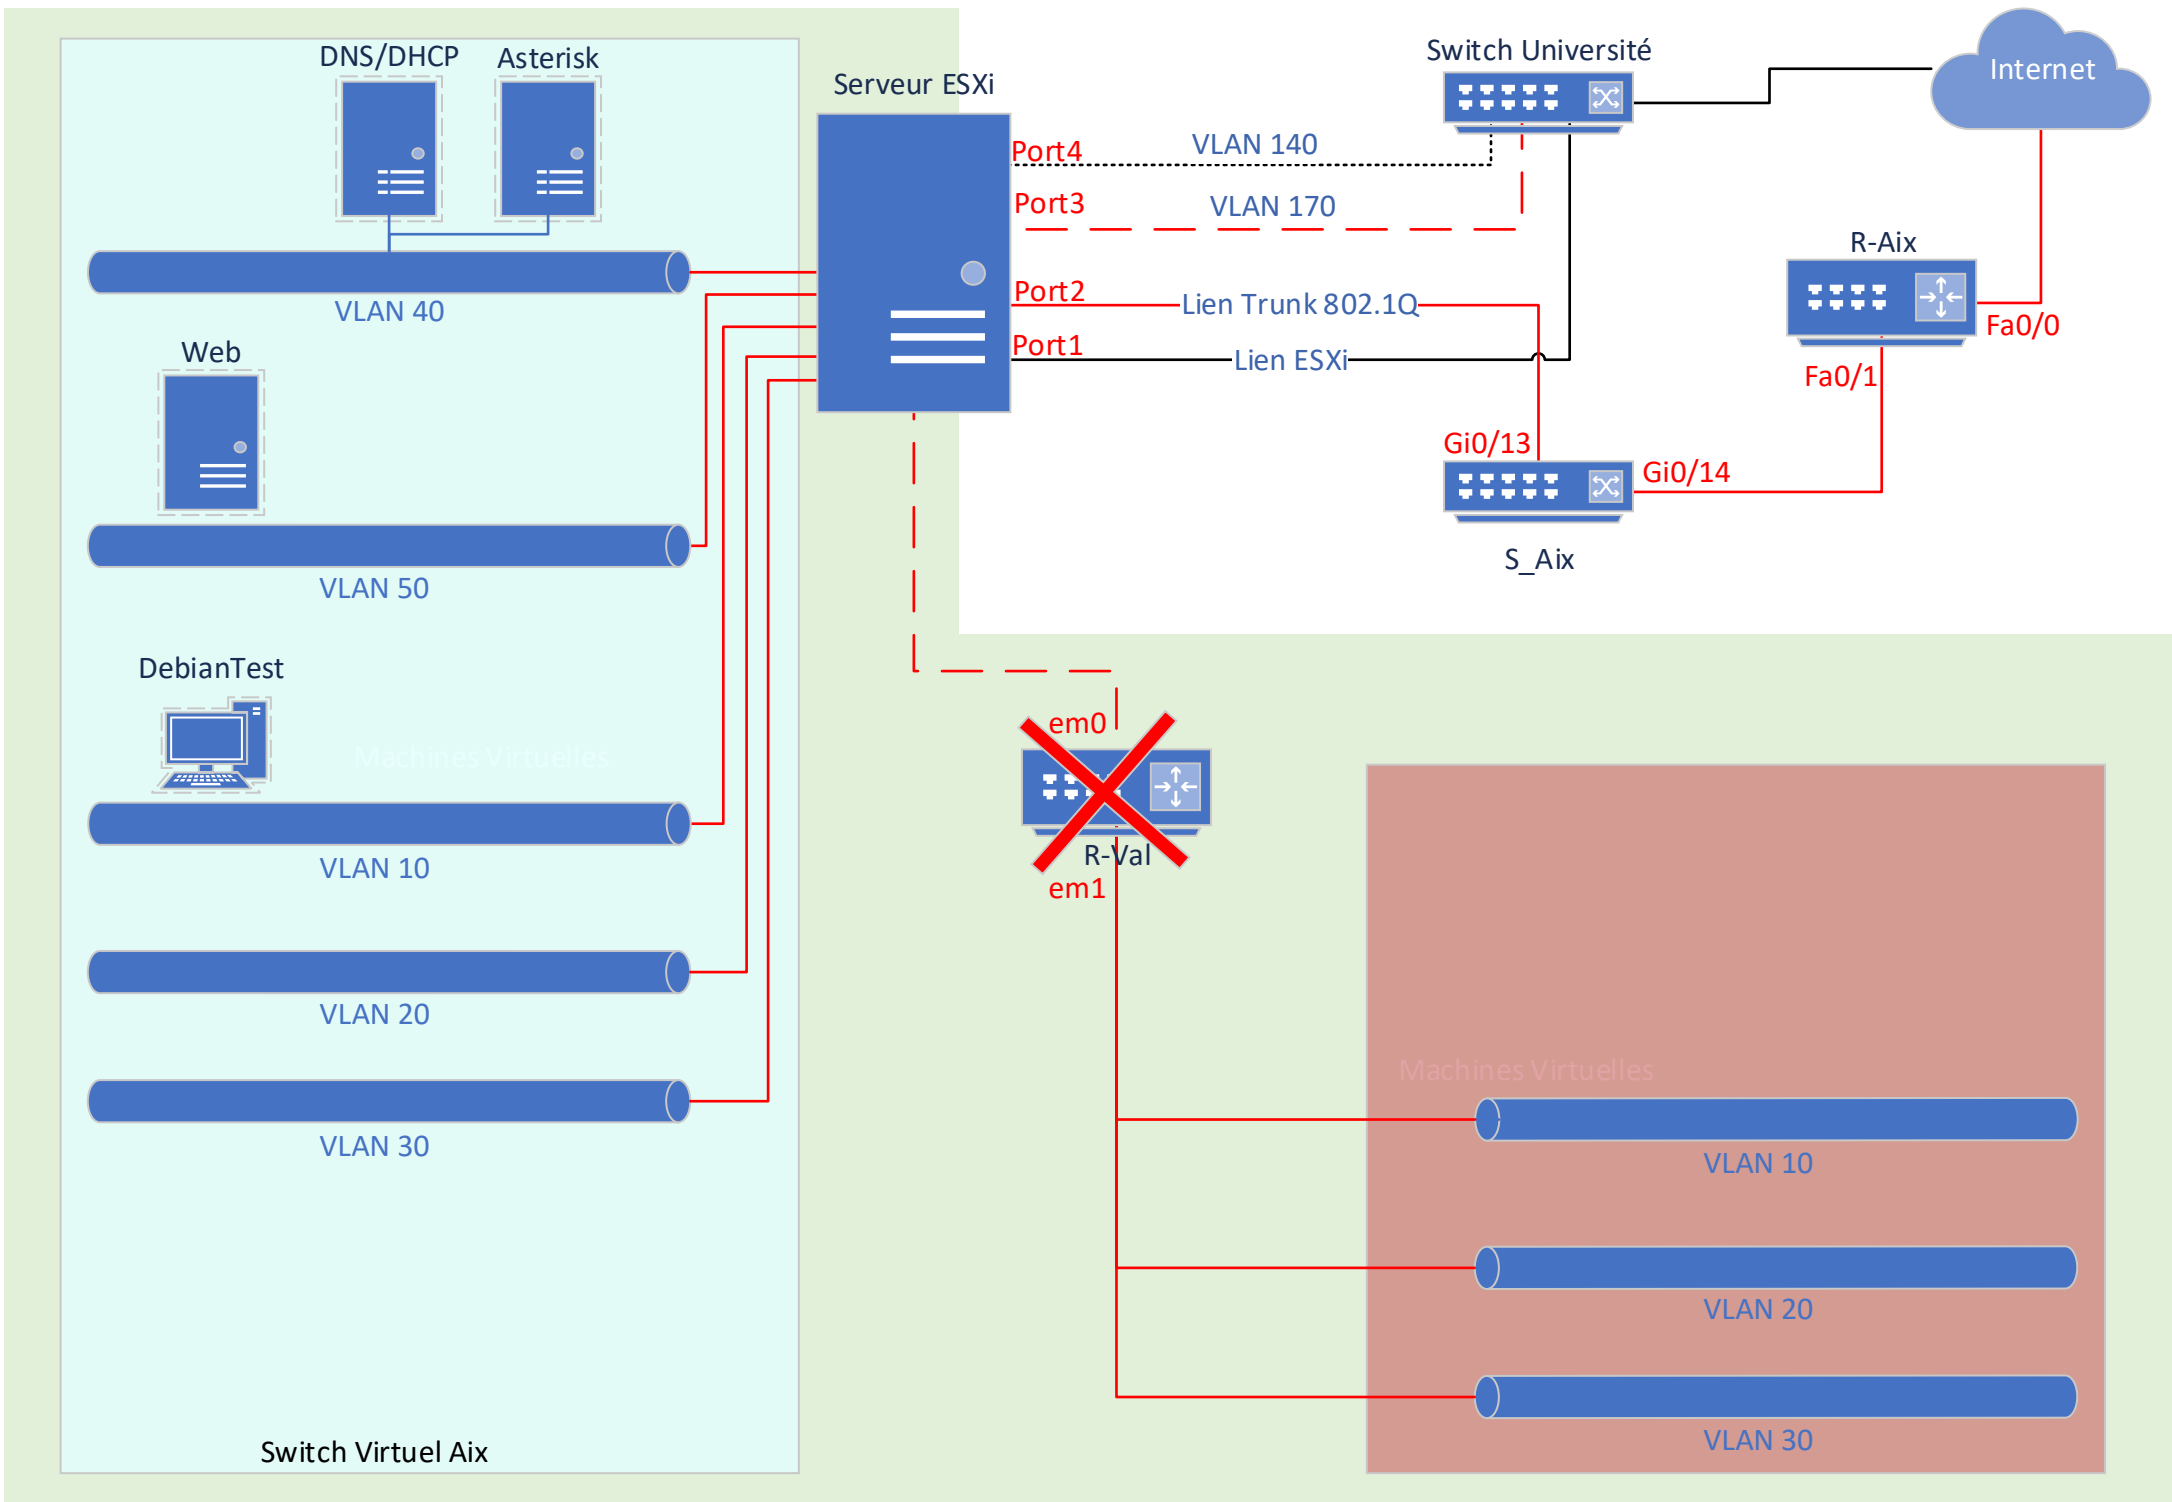 DNS/DHCP
Asterisk
VLAN 40
Web
VLAN 50
DebianTest
Machines Virtuelles
VLAN 10
VLAN 20
VLAN 30
Switch Virtuel Aix
Serveur ESXi
Port4
VLAN 140
Port3
VLAN 170
Port2
Lien Trunk 802.1Q
Port1
Lien ESXi
Switch Université
Internet
R-Aix
Fa0/0
Fa0/1
Gi0/13
Gi0/14
S_Aix
em0
R-Val
em1
Machines Virtuelles
VLAN 10
VLAN 20
VLAN 30